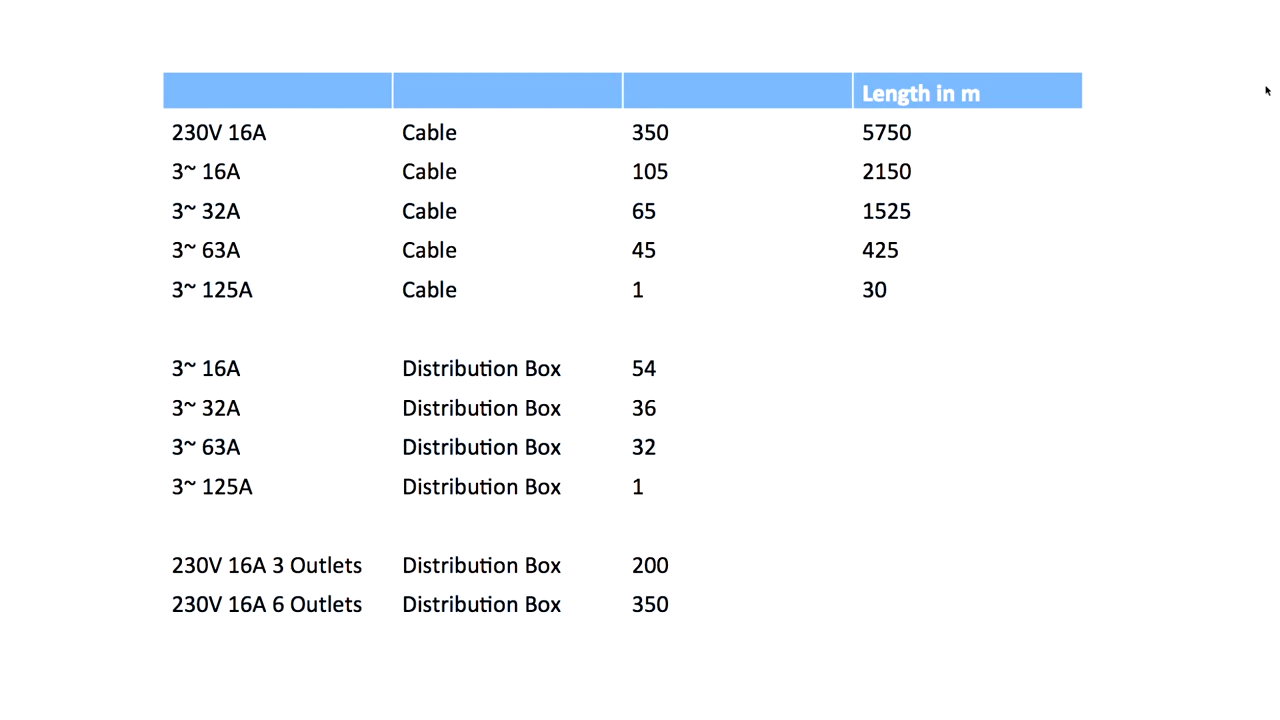 Length in m
230V 16A Cable 350 5750
3~ 16A Cable 105 2150
3~ 32A Cable 65 1525
3~ 63A Cable 45 425
3~ 125A Cable 1 30
3~ 16A Distribution Box 54
3~ 32A Distribution Box 36
3~ 63A Distribution Box 32
3~ 125A Distribution Box 1
230V 16A 3 Outlets Distribution Box 200
230V 16A 6 Outlets Distribution Box 350